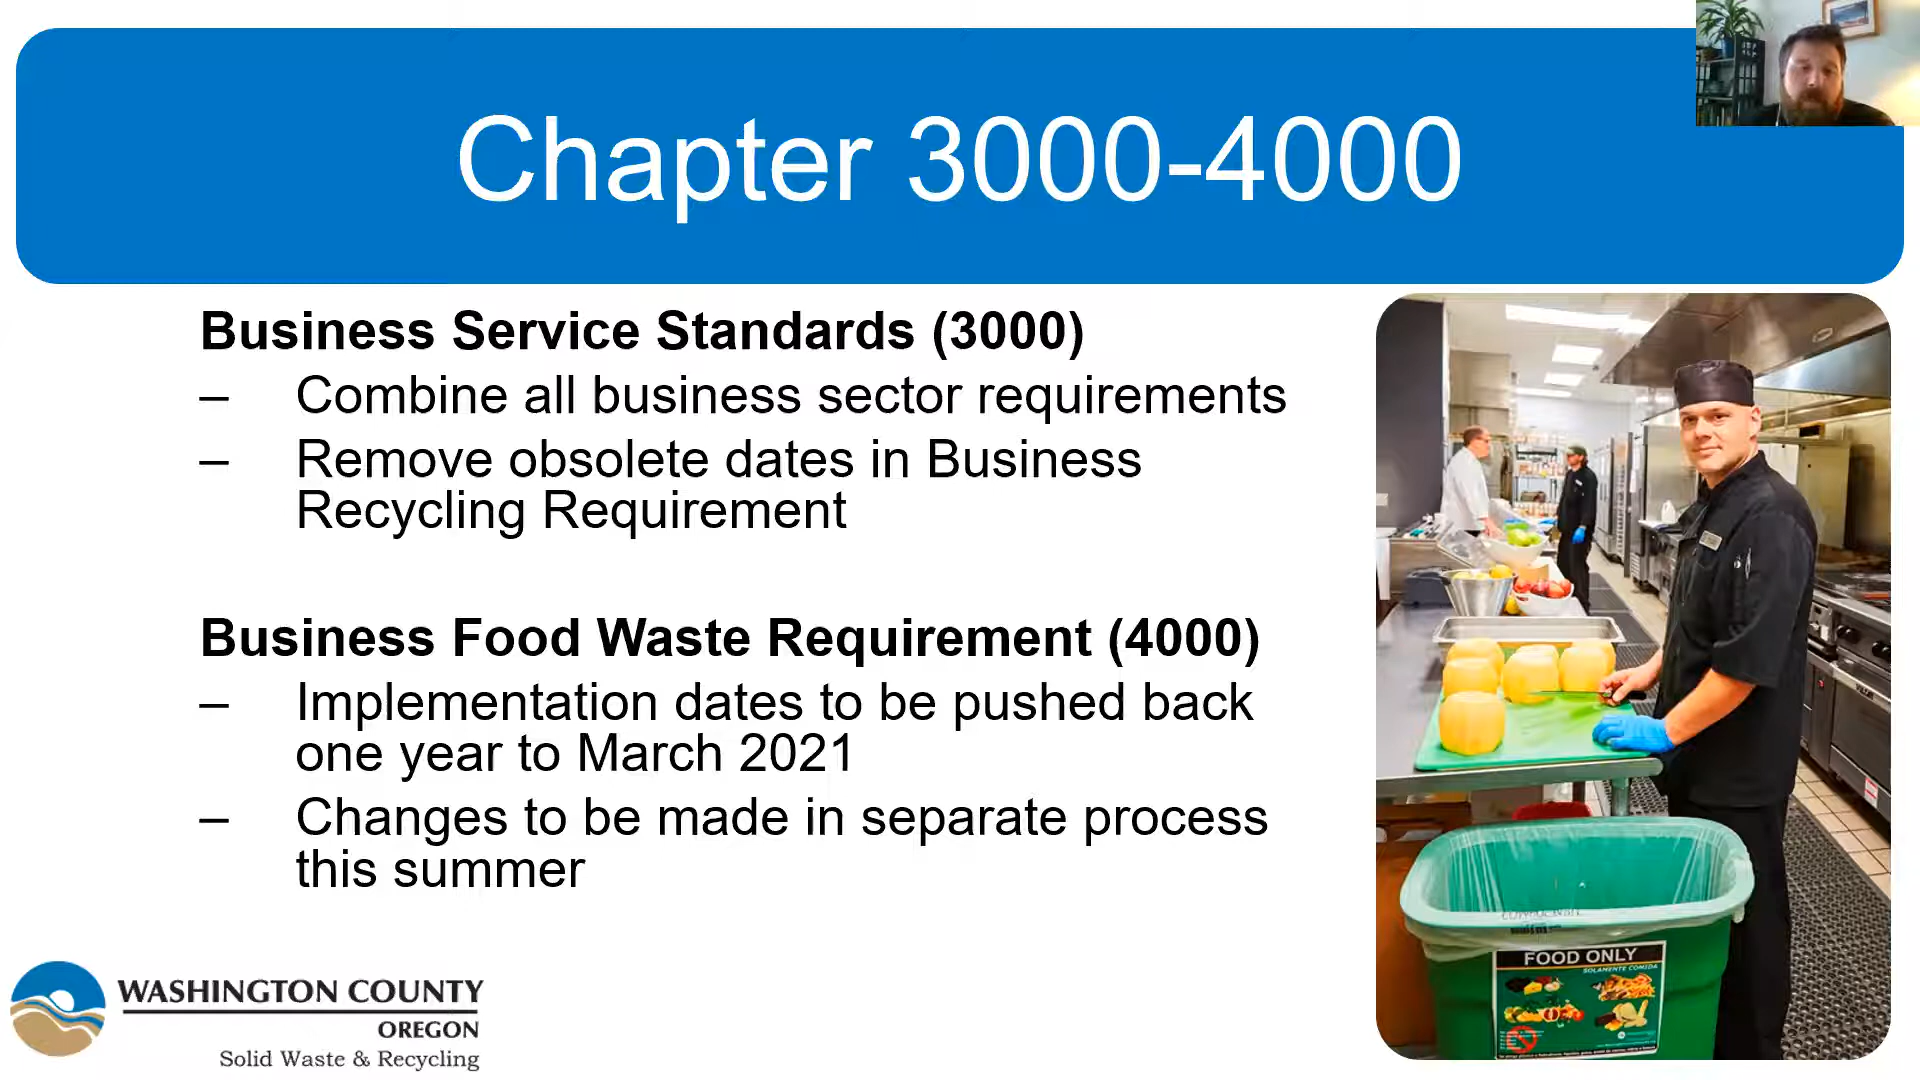 Chapter 3000-4000
Business Service Standards (3000)
– Combine all business sector requirements
– Remove obsolete dates in Business
Recycling Requirement
Business Food Waste Requirement (4000)
– Implementation dates to be pushed back
one year to March 2021
– Changes to be made in separate process
this summer
FOOD ONLY
SOLAMENTE COMIDA
WASHINGTON COUNTY
OREGON
Solid Waste & Recycling